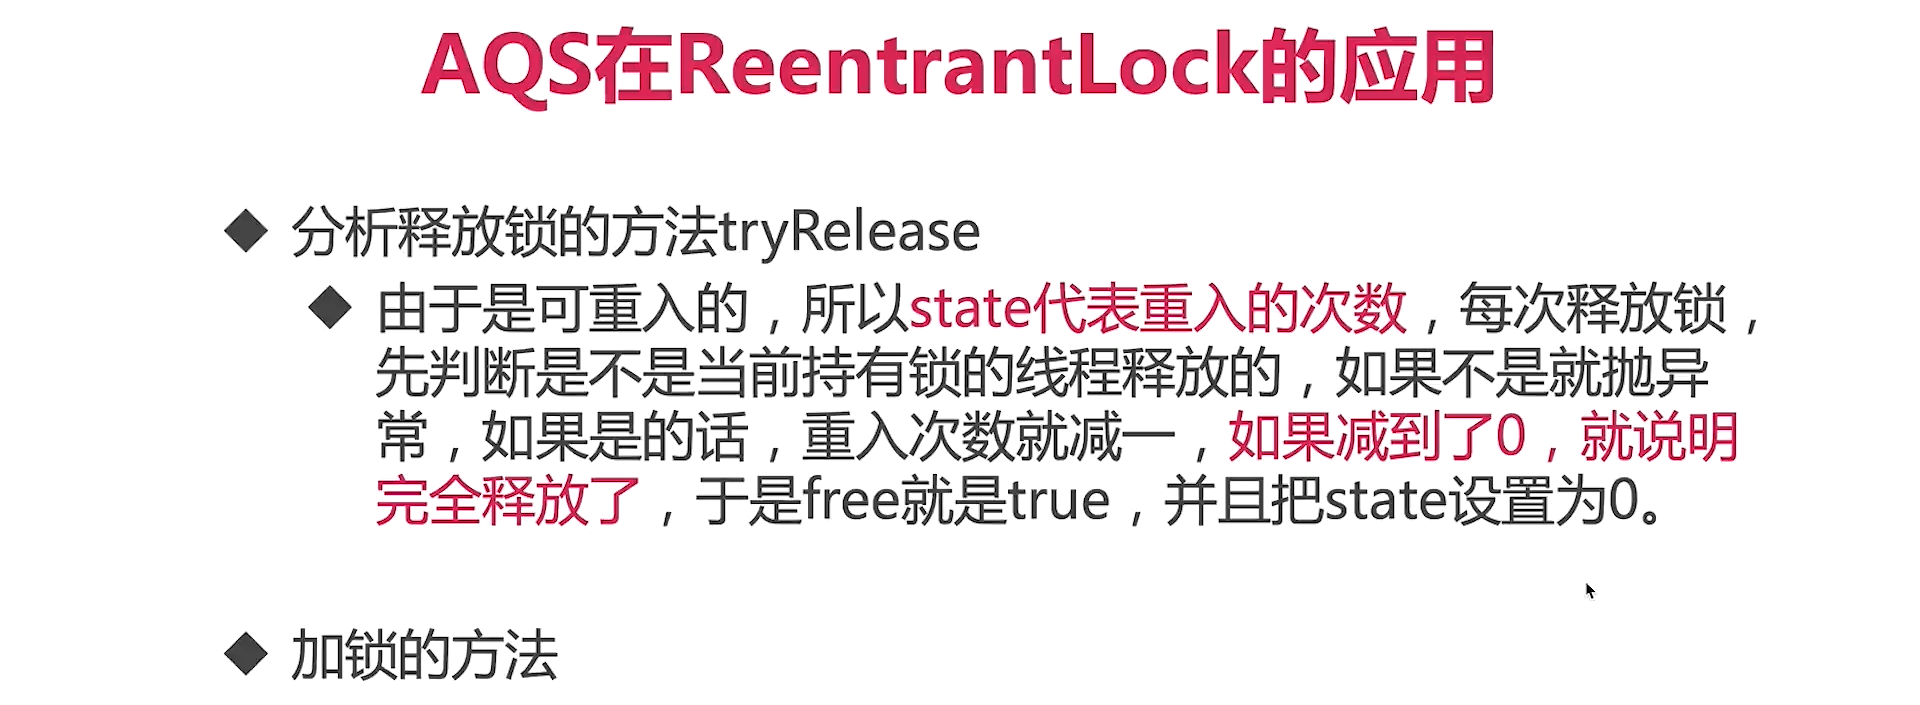 AQS在ReentrantLock的应用
分析释放锁的方法tryRelease
由于是可重入的，所以state代表重入的次数，每次释放锁，
先判断是不是当前持有锁的线程释放的，如果不是就抛异
常，如果是的话，重入次数就减一，如果减到了0，就说明
完全释放了，于是free就是true，并且把state设置为0。
加锁的方法